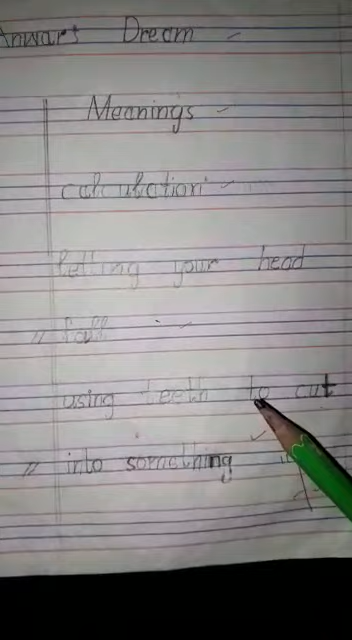 Anwar's Dream
Meanings
calculation
letting your head
" fall
using teeth to cut
" into something